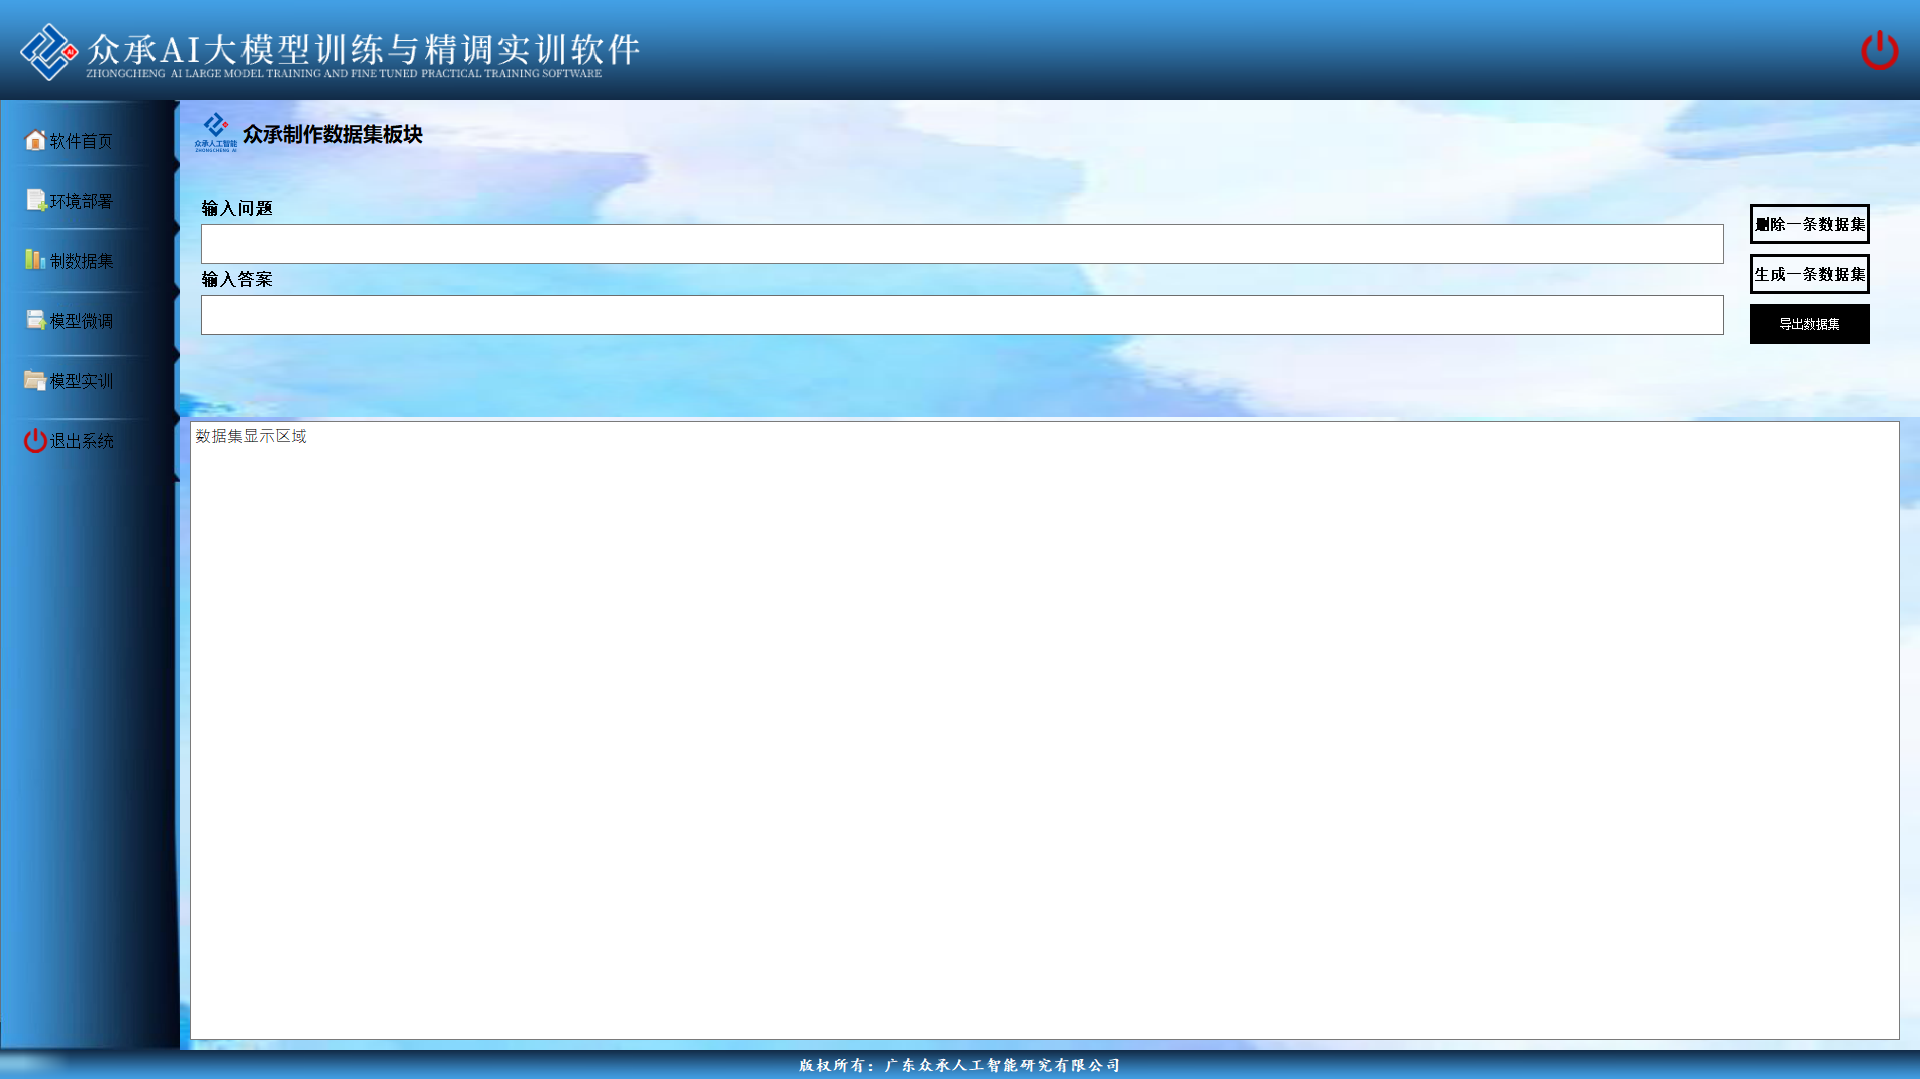 众承AI大模型训练与精调实训软件
ZHONGCHENG AI LARGE MODEL TRAINING AND FINE TUNED PRACTICAL TRAINING SOFTWARE
软件首页
环境部署
制数据集
模型微调
模型实训
退出系统
众承人工智能
ZHONGCHENG AI
众承制作数据集板块
输入问题
输入答案
删除一条数据集
生成一条数据集
导出数据集
数据集显示区域
版权所有：广东众承人工智能研究有限公司